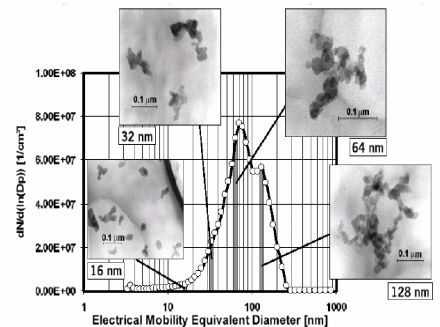 0.1 µm
32 nm
0.1 µm
64 nm
0.1 µm
16 nm
0.1 µm
128 nm
dN/d(ln(Dp)) [1/cm³]
1.00E+08
8.00E+07
6.00E+07
4.00E+07
2.00E+07
0.00E+00
1 10 100 1000
Electrical Mobility Equivalent Diameter [nm]